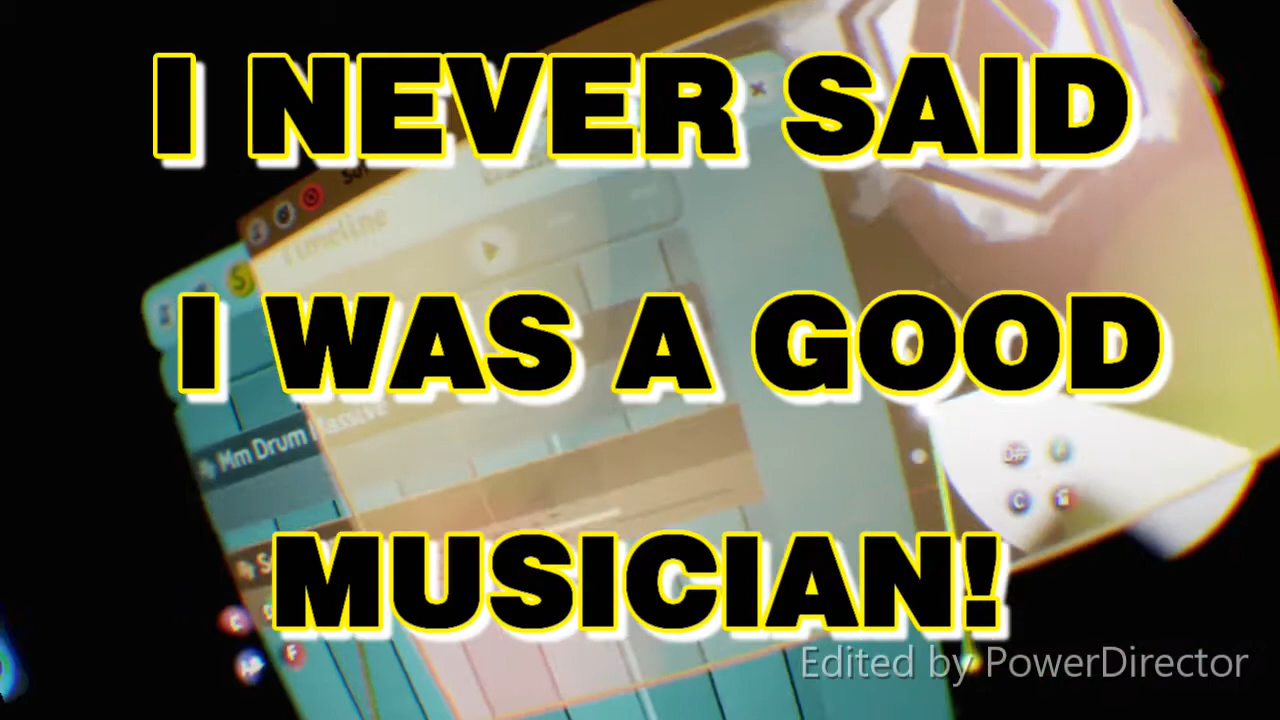 I NEVER SAID
Timeline
I WAS A GOOD
Mm Drum Massive
D#
C
MUSICIAN!
F
Edited by PowerDirector